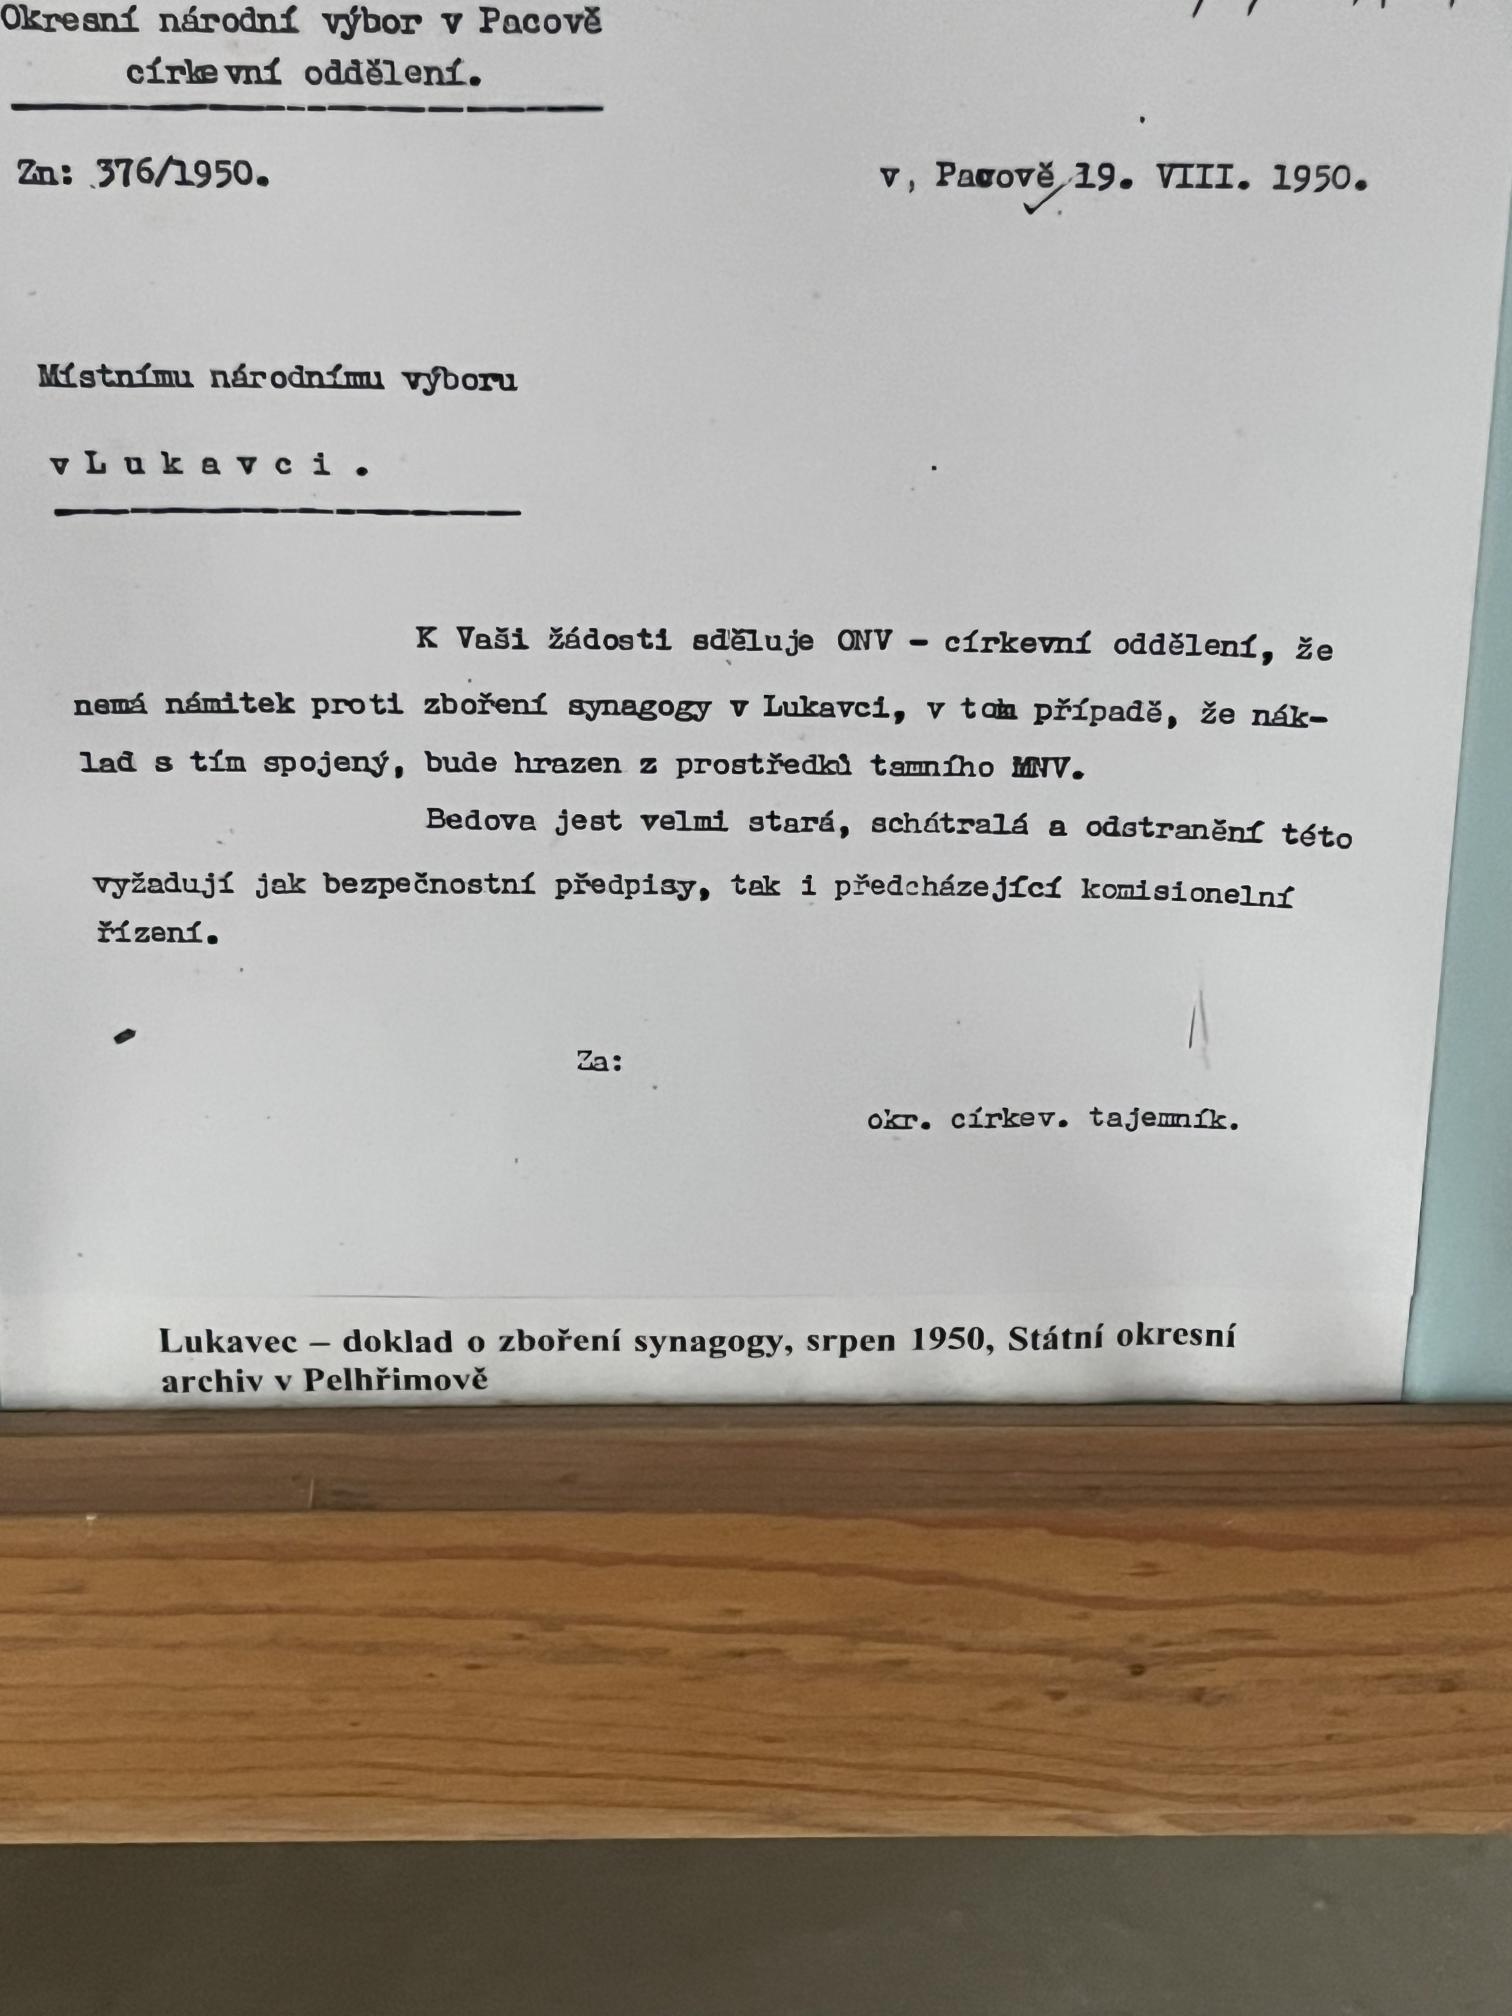 Okresní národní výbor v Pacově
církevní oddělení.
Zn: 376/1950.
v, Pacově 19. VIII. 1950.
Místnímu národnímu výboru
v L u k a v c i .
K Vaši žádosti sděluje ONV - církevní oddělení, že
nemá námitek proti zboření synagogy v Lukavci, v tom případě, že nák-
lad s tím spojený, bude hrazen z prostředků tamního MNV.
Bedova jest velmi stará, schátralá a odstranění této
vyžadují jak bezpečnostní předpisy, tak i předcházející komisionelní
řízení.
Za:
okr. církev. tajemník.
Lukavec – doklad o zboření synagogy, srpen 1950, Státní okresní
archiv v Pelhřimově